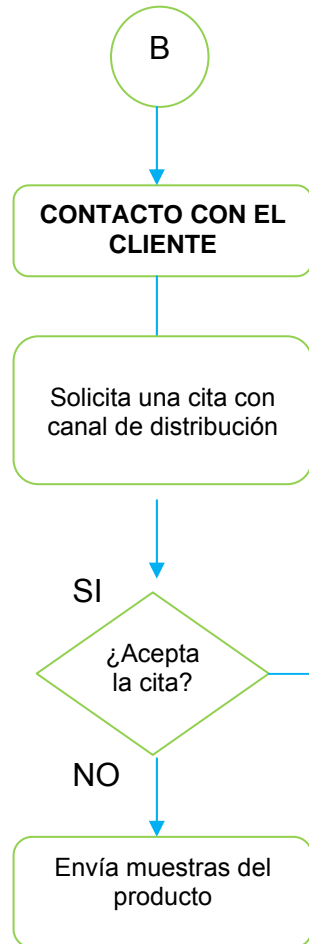 B
CONTACTO CON EL
CLIENTE
Solicita una cita con
canal de distribución
SI
¿Acepta
la cita?
NO
Envía muestras del
producto